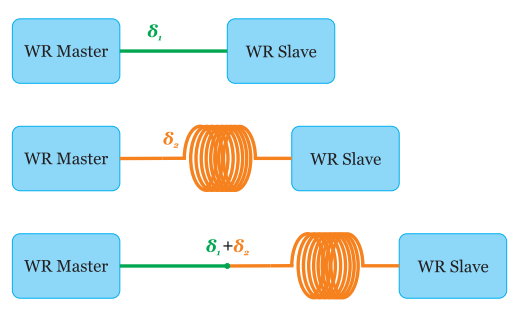 δ₁
WR Master
WR Slave
δ₂
WR Master
WR Slave
δ₁+δ₂
WR Master
WR Slave